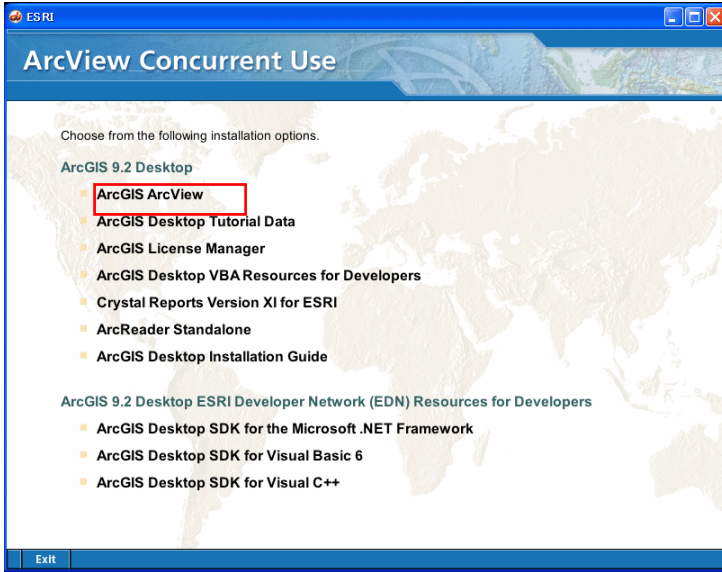 ESRI
ArcView Concurrent Use
Choose from the following installation options.
ArcGIS 9.2 Desktop
ArcGIS ArcView
ArcGIS Desktop Tutorial Data
ArcGIS License Manager
ArcGIS Desktop VBA Resources for Developers
Crystal Reports Version XI for ESRI
ArcReader Standalone
ArcGIS Desktop Installation Guide
ArcGIS 9.2 Desktop ESRI Developer Network (EDN) Resources for Developers
ArcGIS Desktop SDK for the Microsoft .NET Framework
ArcGIS Desktop SDK for Visual Basic 6
ArcGIS Desktop SDK for Visual C++
Exit